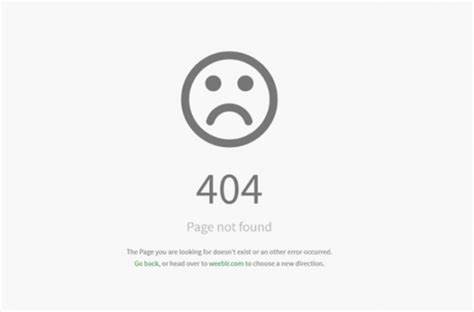 404
Page not found
The Page you are looking for doesn't exist or an other error occurred.
Go back, or head over to weeblr.com to choose a new direction.